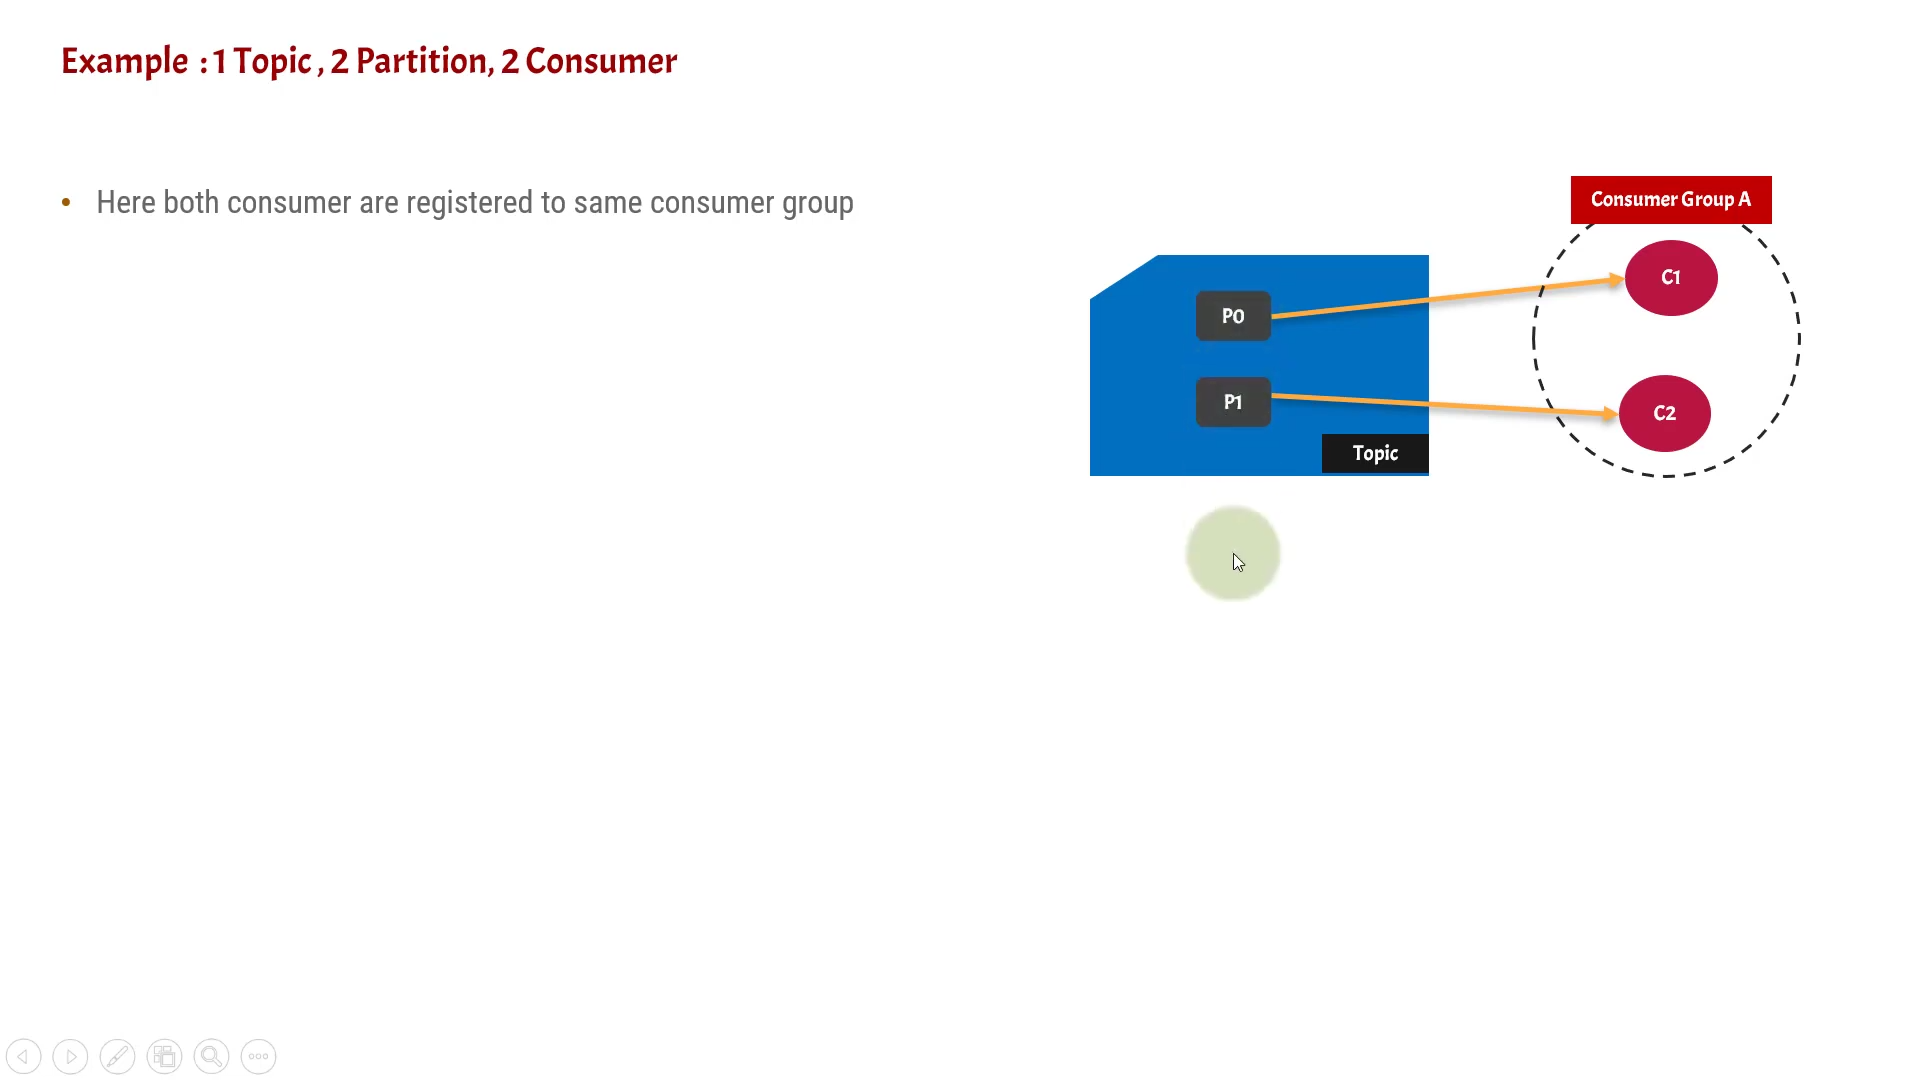 Example : 1 Topic , 2 Partition, 2 Consumer
• Here both consumer are registered to same consumer group
Consumer Group A
C1
P0
P1
C2
Topic